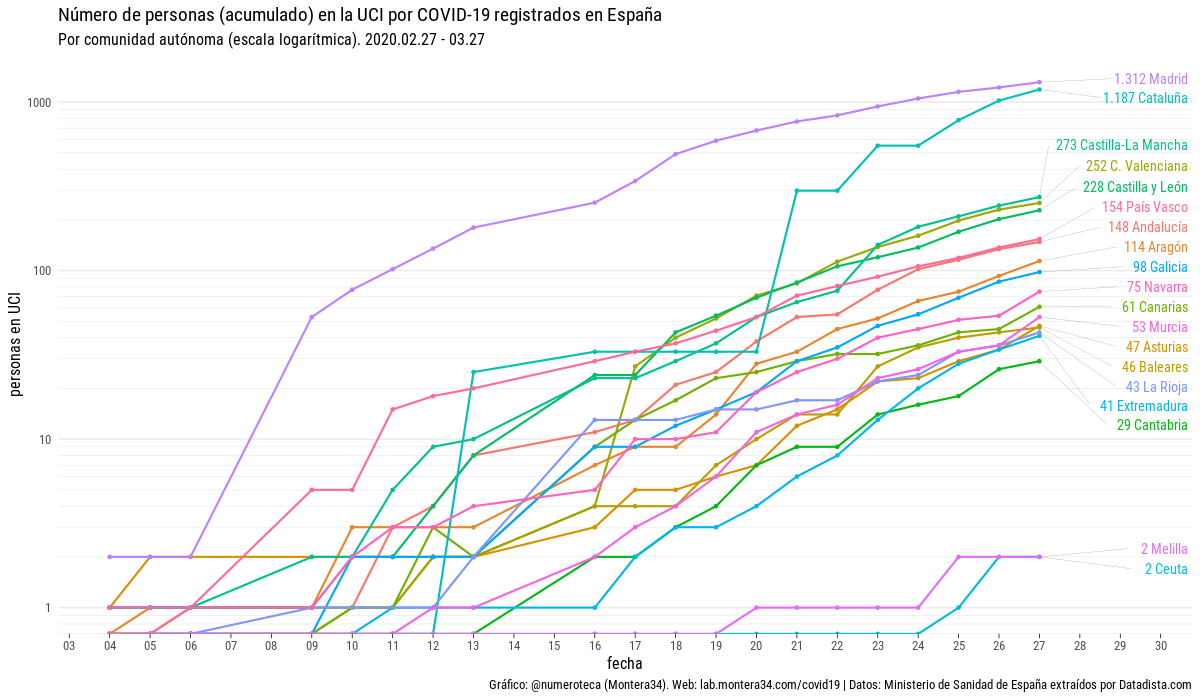 Número de personas (acumulado) en la UCI por COVID-19 registrados en España
Por comunidad autónoma (escala logarítmica). 2020.02.27 - 03.27
1.312 Madrid
1.187 Cataluña
273 Castilla-La Mancha
252 C. Valenciana
228 Castilla y León
154 País Vasco
148 Andalucía
114 Aragón
98 Galicia
75 Navarra
61 Canarias
53 Murcia
47 Asturias
46 Baleares
43 La Rioja
41 Extremadura
29 Cantabria
2 Melilla
2 Ceuta
personas en UCI
1000
100
10
1
03 04 05 06 07 08 09 10 11 12 13 14 15 16 17 18 19 20 21 22 23 24 25 26 27 28 29 30
fecha
Gráfico: @numeroteca (Montera34). Web: lab.montera34.com/covid19 | Datos: Ministerio de Sanidad de España extraídos por Datadista.com